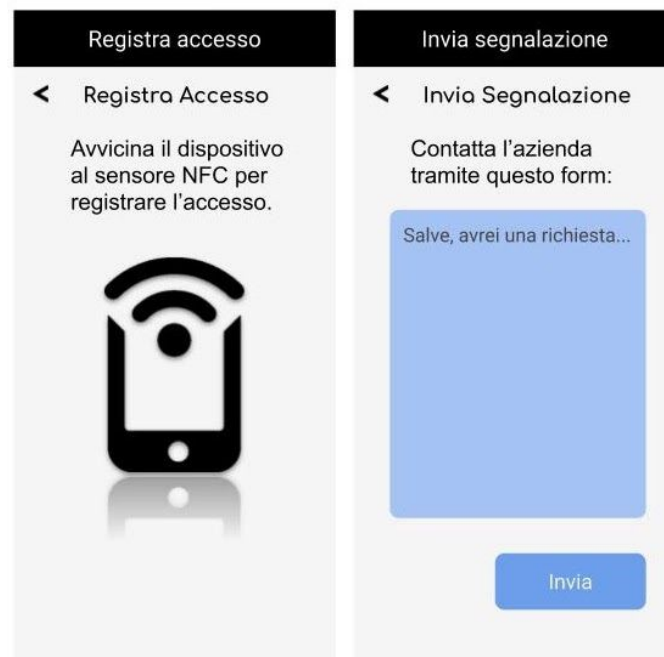 Registra accesso
< Registra Accesso
Avvicina il dispositivo
al sensore NFC per
registrare l'accesso.
Invia segnalazione
< Invia Segnalazione
Contatta l'azienda
tramite questo form:
Salve, avrei una richiesta...
Invia